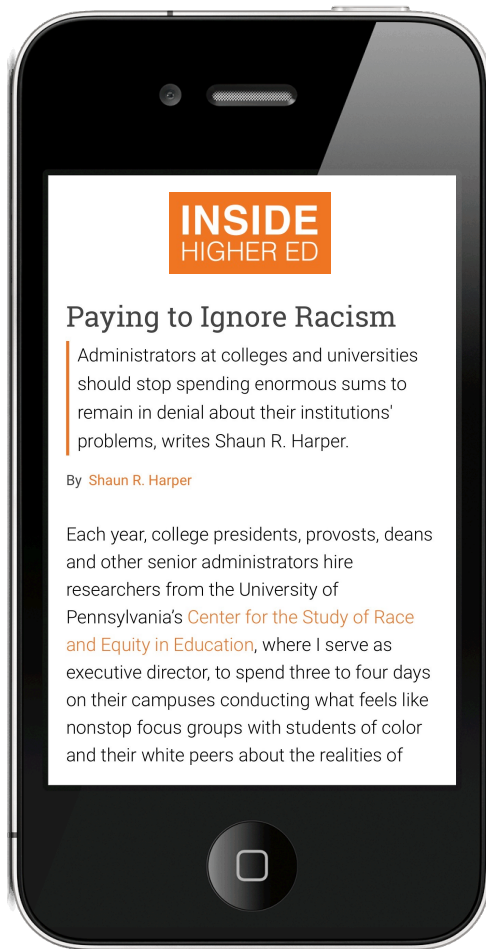 INSIDE
HIGHER ED
Paying to Ignore Racism
Administrators at colleges and universities
should stop spending enormous sums to
remain in denial about their institutions'
problems, writes Shaun R. Harper.
By Shaun R. Harper
Each year, college presidents, provosts, deans
and other senior administrators hire
researchers from the University of
Pennsylvania’s Center for the Study of Race
and Equity in Education, where I serve as
executive director, to spend three to four days
on their campuses conducting what feels like
nonstop focus groups with students of color
and their white peers about the realities of